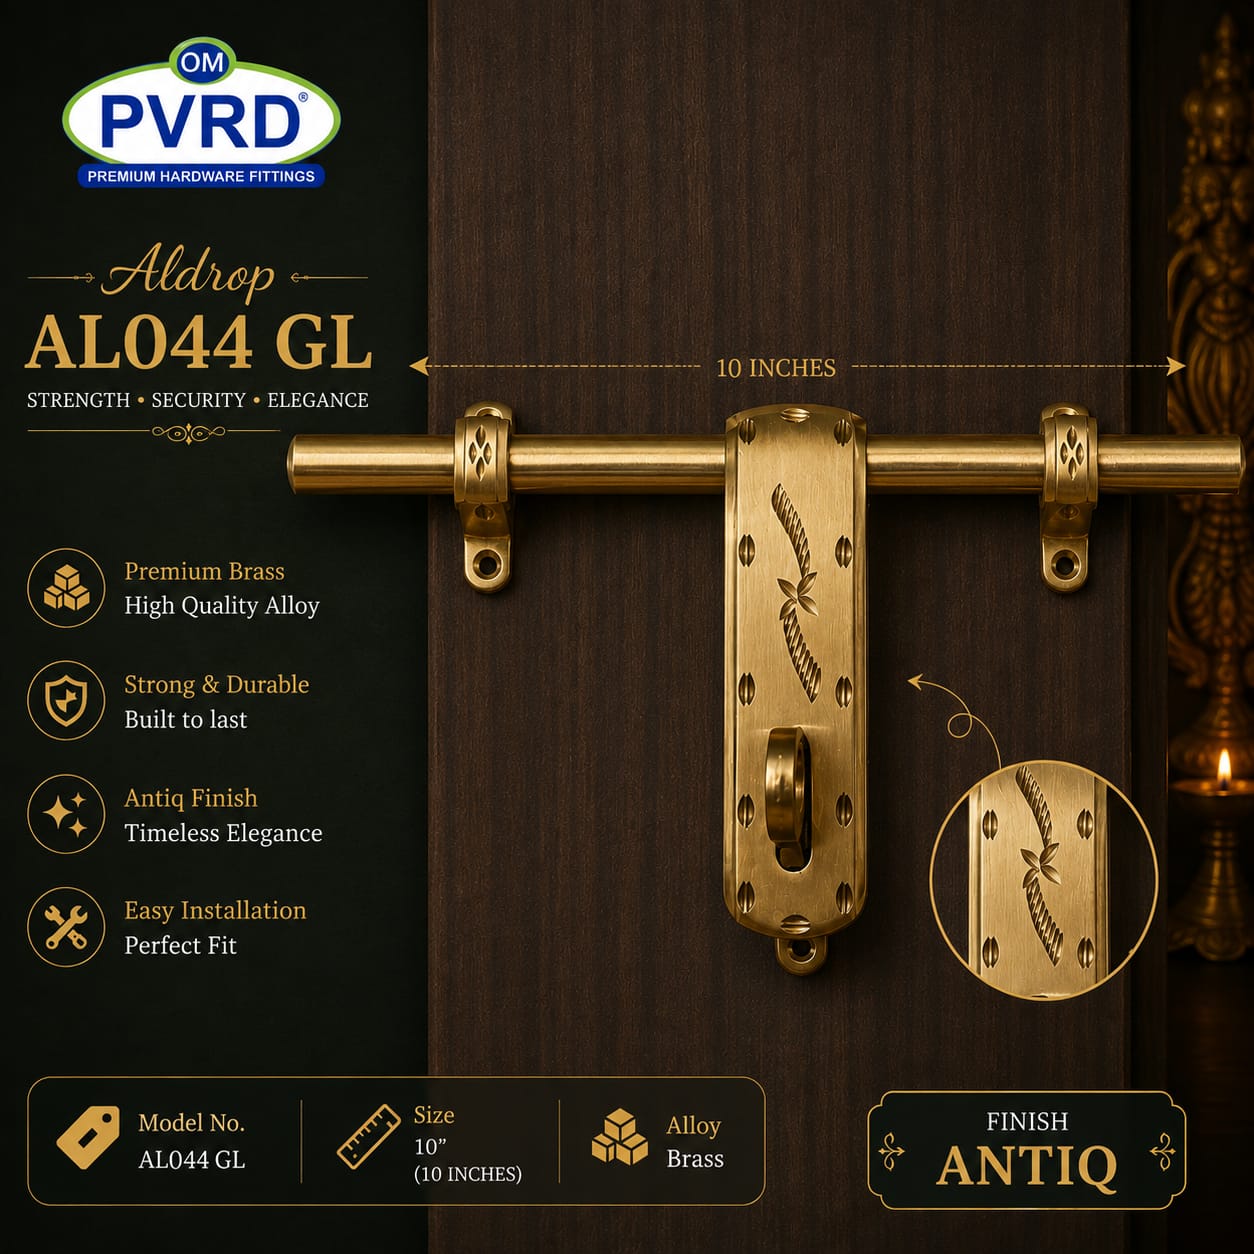 OM
PVRD®
PREMIUM HARDWARE FITTINGS
Aldrop
AL044 GL
STRENGTH • SECURITY • ELEGANCE
10 INCHES
Premium Brass
High Quality Alloy
Strong & Durable
Built to last
Antiq Finish
Timeless Elegance
Easy Installation
Perfect Fit
Model No.
AL044 GL
Size
10”
(10 INCHES)
Alloy
Brass
FINISH
ANTIQ